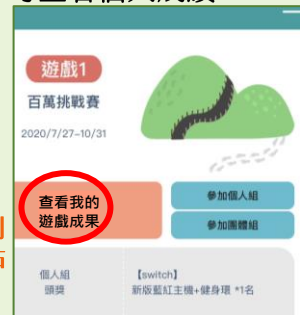 遊戲1
百萬挑戰賽
2020/7/27-10/31
查看我的
遊戲成果
參加個人組
參加團體組
個人組
頭獎
【switch】
新版藍紅主機+健身環 *1名